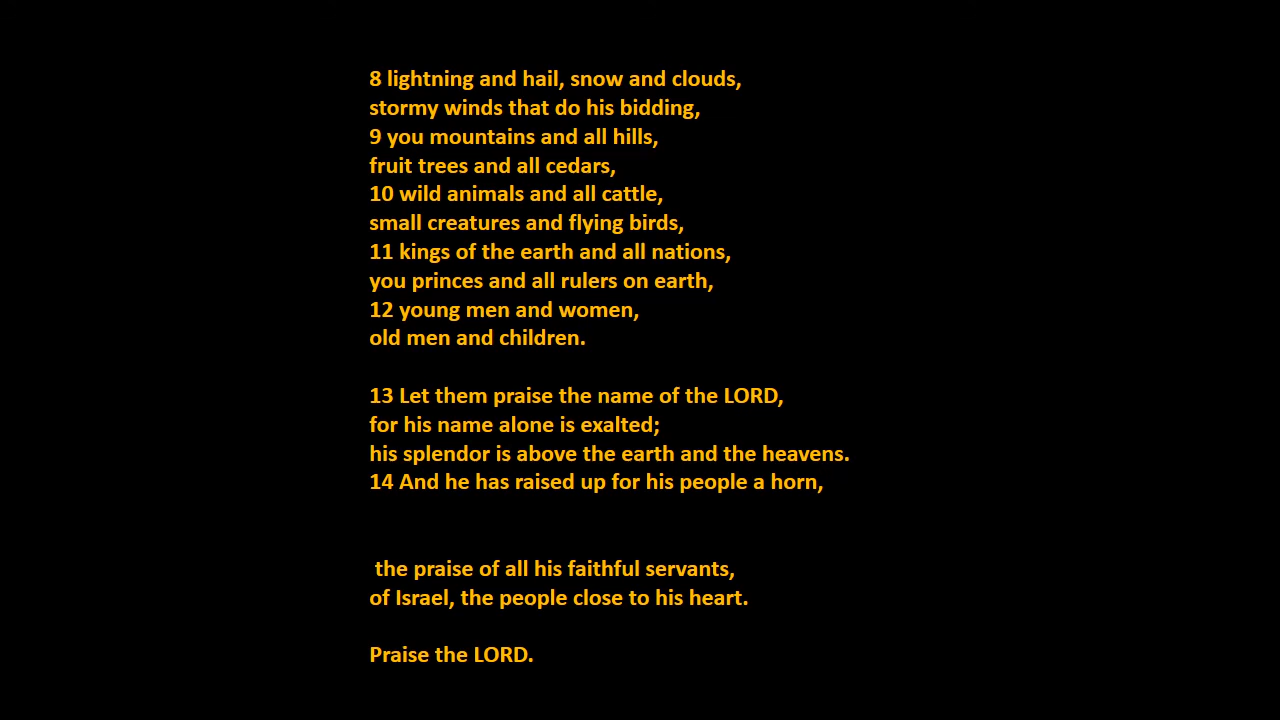 8 lightning and hail, snow and clouds,
stormy winds that do his bidding,
9 you mountains and all hills,
fruit trees and all cedars,
10 wild animals and all cattle,
small creatures and flying birds,
11 kings of the earth and all nations,
you princes and all rulers on earth,
12 young men and women,
old men and children.
13 Let them praise the name of the LORD,
for his name alone is exalted;
his splendor is above the earth and the heavens.
14 And he has raised up for his people a horn,
the praise of all his faithful servants,
of Israel, the people close to his heart.
Praise the LORD.